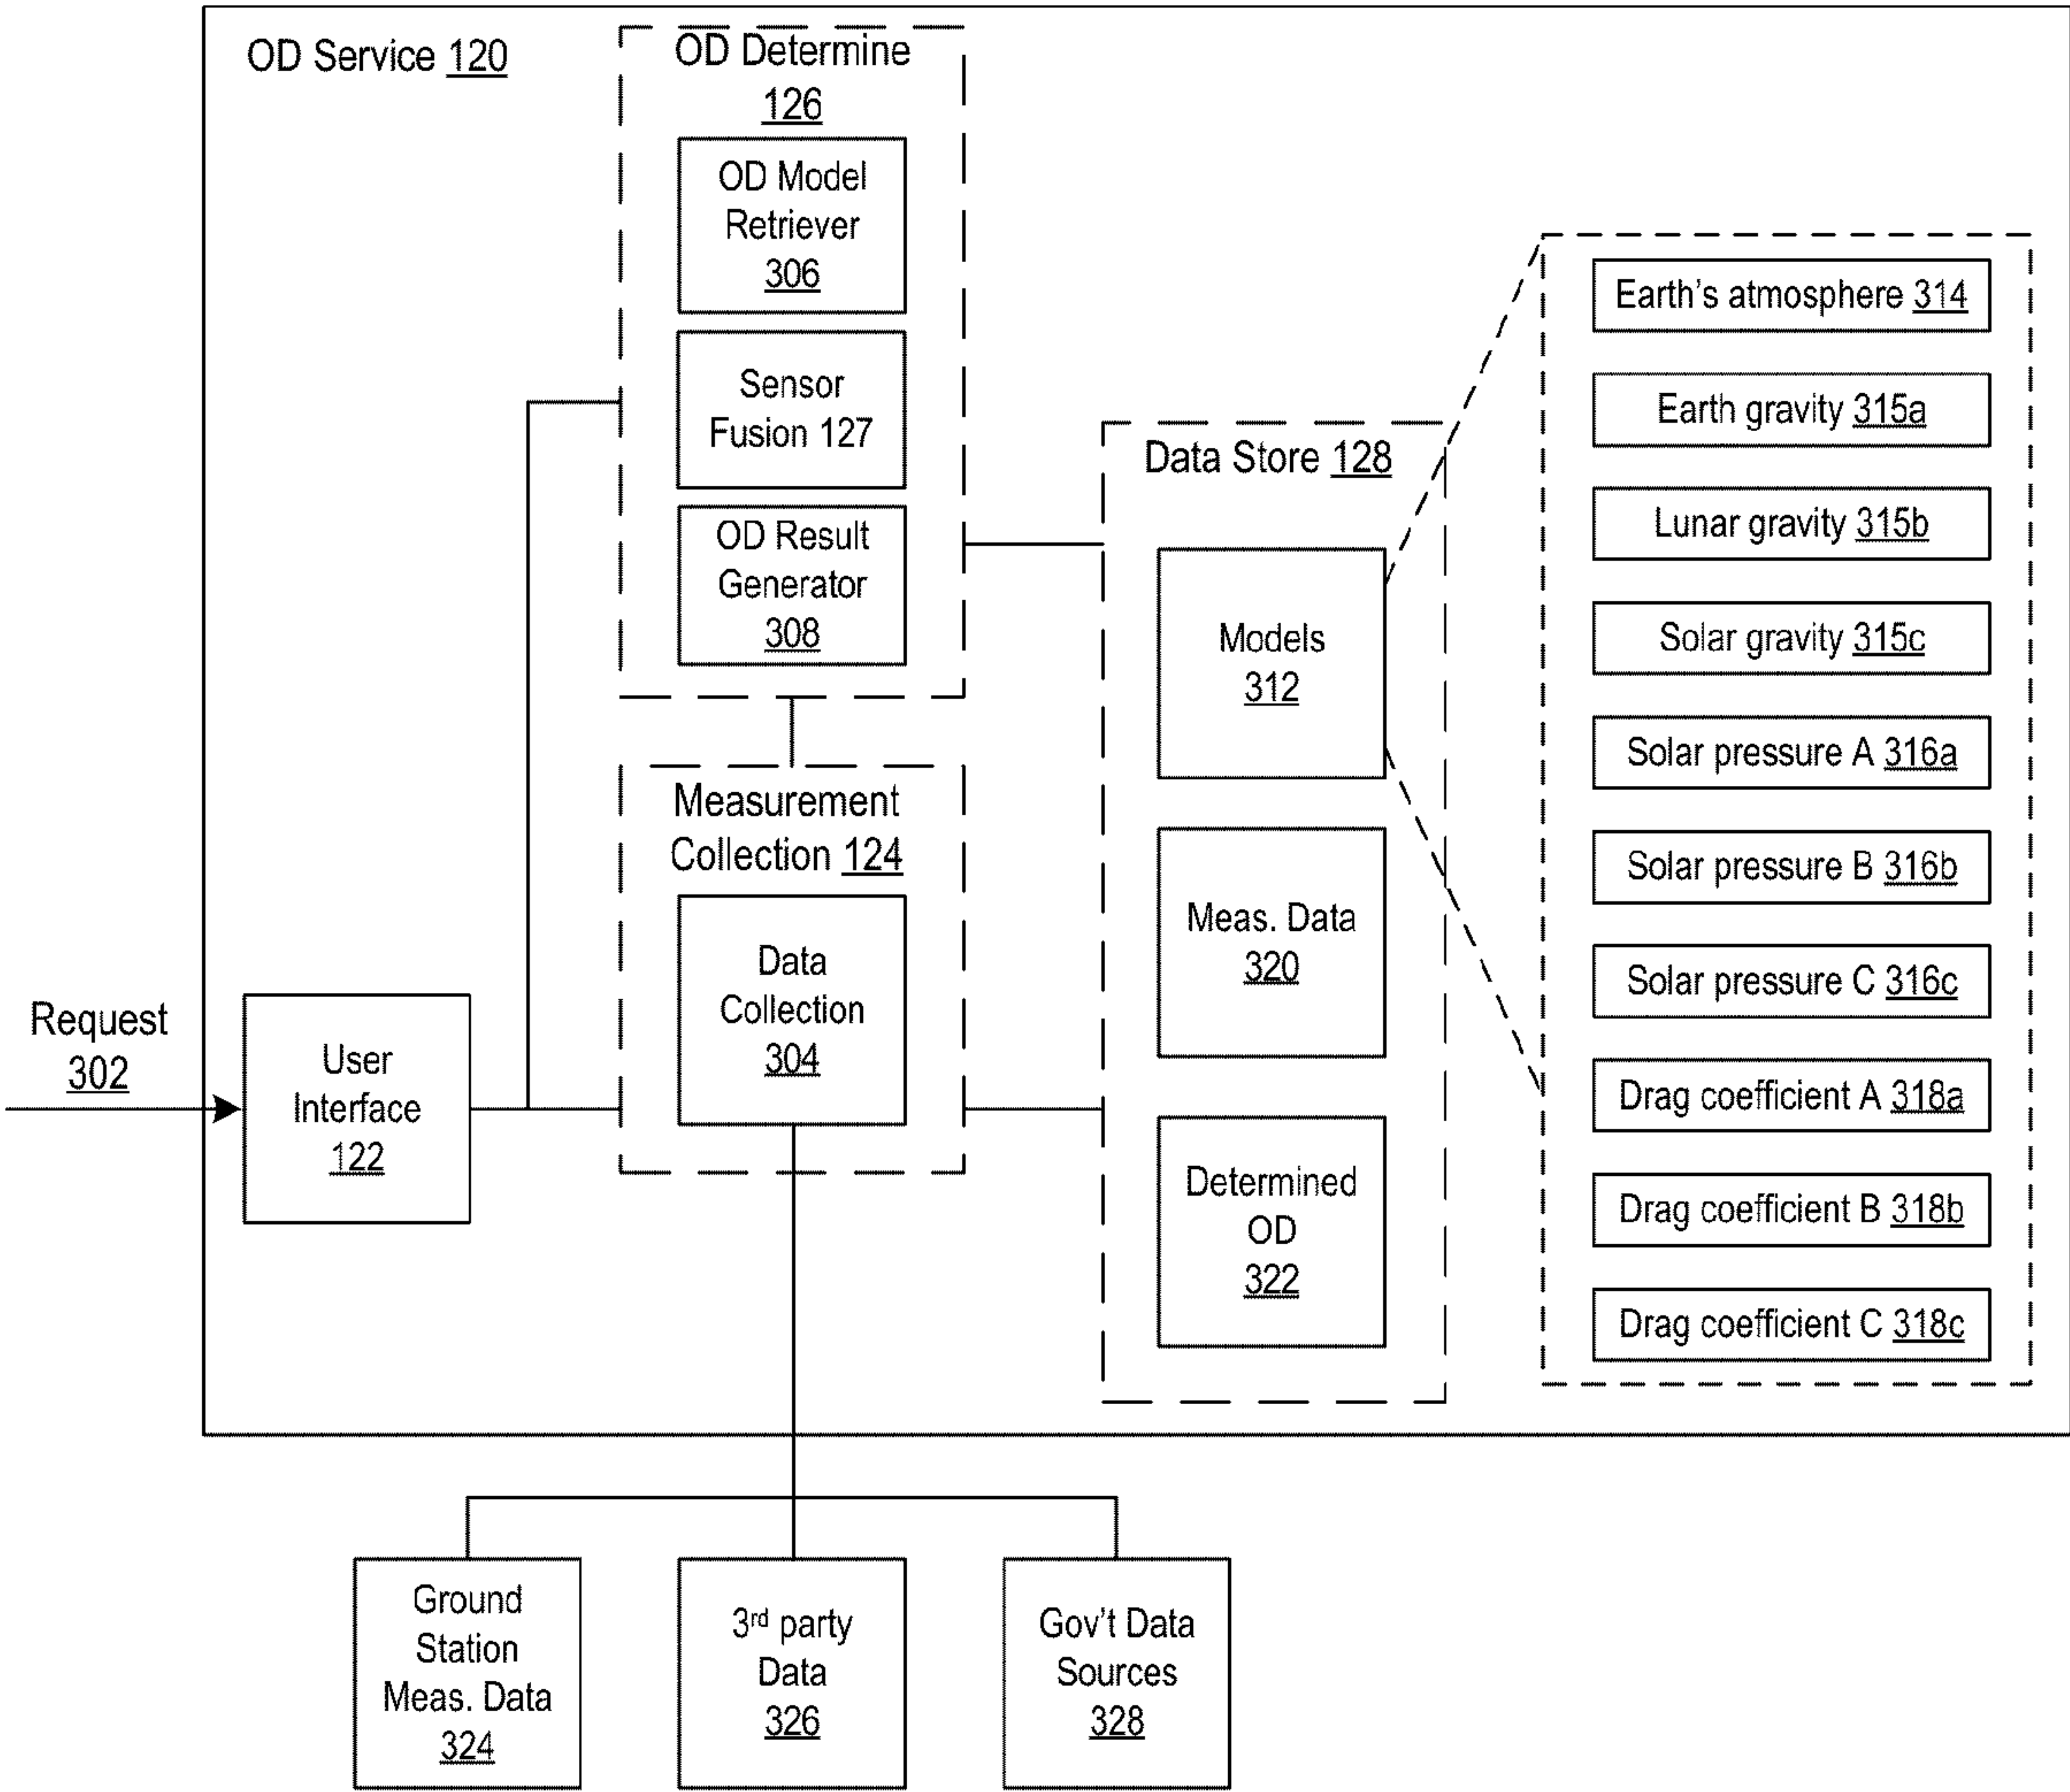 OD Service 120
OD Determine
126
OD Model
Retriever
306
Sensor
Fusion 127
OD Result
Generator
308
Measurement
Collection 124
Data
Collection
304
Request
302
User
Interface
122
Data Store 128
Models
312
Meas. Data
320
Determined
OD
322
Earth's atmosphere 314
Earth gravity 315a
Lunar gravity 315b
Solar gravity 315c
Solar pressure A 316a
Solar pressure B 316b
Solar pressure C 316c
Drag coefficient A 318a
Drag coefficient B 318b
Drag coefficient C 318c
Ground
Station
Meas. Data
324
3rd party
Data
326
Gov't Data
Sources
328